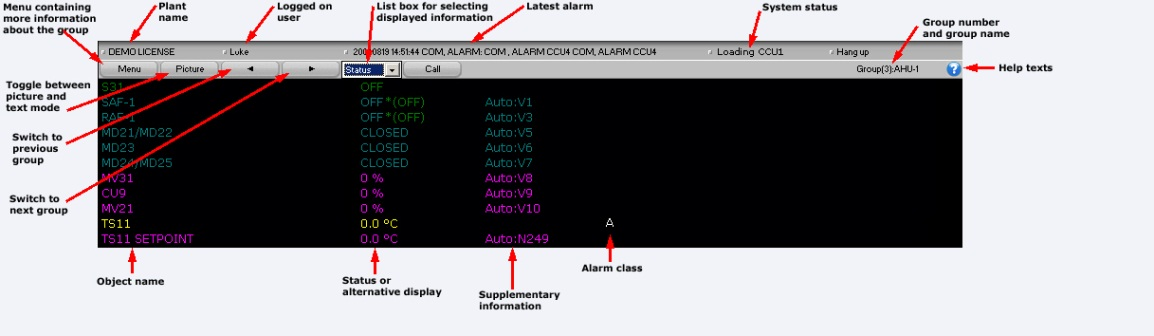 Menu containing
more information
about the group
Plant
name
Logged on
user
List box for selecting
displayed information
Latest alarm
System status
Group number
and group name
DEMO LICENSE
Luke
14:51:44 COM, ALARM: COM, ALARM CCU4 COM, ALARM CCU4
Loading CCU1
Hang up
Menu
Picture
Status
Call
Group(3):AHU-1
?
Help texts
Toggle between
picture and
text mode
Switch to
previous
group
Switch to
next group
S31 OFF
SAF-1 OFF*(OFF) Auto:V1
RAF-1 OFF*(OFF) Auto:V3
MD21/MD22 CLOSED Auto:V5
MD23 CLOSED Auto:V6
MD24/MD25 CLOSED Auto:V7
MV31 0 % Auto:V8
CU9 0 % Auto:V9
MV21 0 % Auto:V10
TS11 0.0 ºC A
TS11 SETPOINT 0.0 ºC Auto:N249
Object name
Status or
alternative display
Supplementary
information
Alarm class